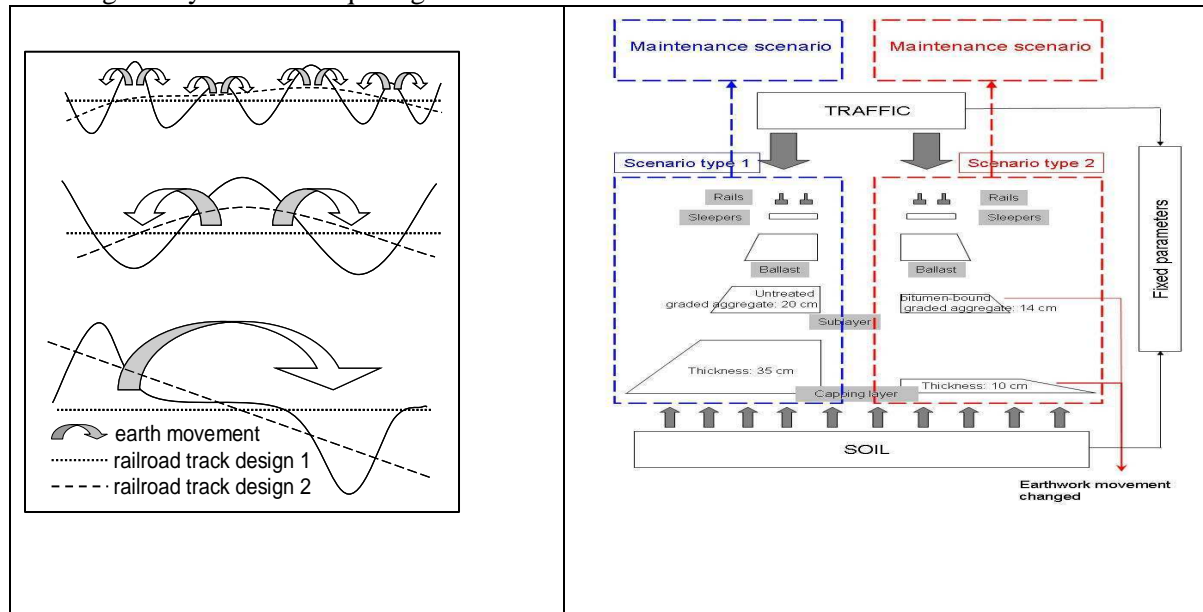 earth movement
railroad track design 1
railroad track design 2
Maintenance scenario
Maintenance scenario
TRAFFIC
Scenario type 1
Scenario type 2
Rails
Rails
Sleepers
Sleepers
Ballast
Ballast
Untreated
graded aggregate: 20 cm
bitumen-bound
graded aggregate: 14 cm
Sublayer
Thickness: 35 cm
Thickness: 10 cm
Capping layer
SOIL
Fixed parameters
Earthwork movement
changed